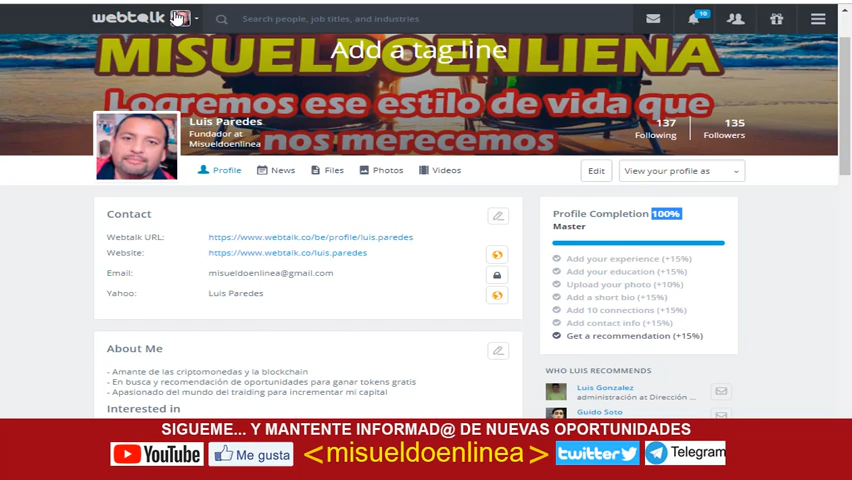 webtalk
Search people, job titles, and industries
10
MISUELDOENLIENA
Add a tag line
Logremos ese estilo de vida que
nos merecemos
Luis Paredes
Fundador at
Misueldoenlinea
137
Following
135
Followers
Profile
News
Files
Photos
Videos
Edit
View your profile as
Contact
Webtalk URL: https://www.webtalk.co/be/profile/luis.paredes
Website: https://www.webtalk.co/luis.paredes
Email: misueldoenlinea@gmail.com
Yahoo: Luis Paredes
About Me
- Amante de las criptomonedas y la blockchain
- En busca y recomendación de oportunidades para ganar tokens gratis
- Apasionado del mundo del traiding para incrementar mi capital
Interested in
Profile Completion 100%
Master
Add your experience (+15%)
Add your education (+15%)
Upload your photo (+10%)
Add a short bio (+15%)
Add 10 connections (+15%)
Add contact info (+15%)
Get a recommendation (+15%)
WHO LUIS RECOMMENDS
Luis Gonzalez
administración at Dirección ...
Guido Soto
SIGUEME... Y MANTENTE INFORMAD@ DE NUEVAS OPORTUNIDADES
YouTube
Me gusta
<misueldoenlinea>
twitter
Telegram